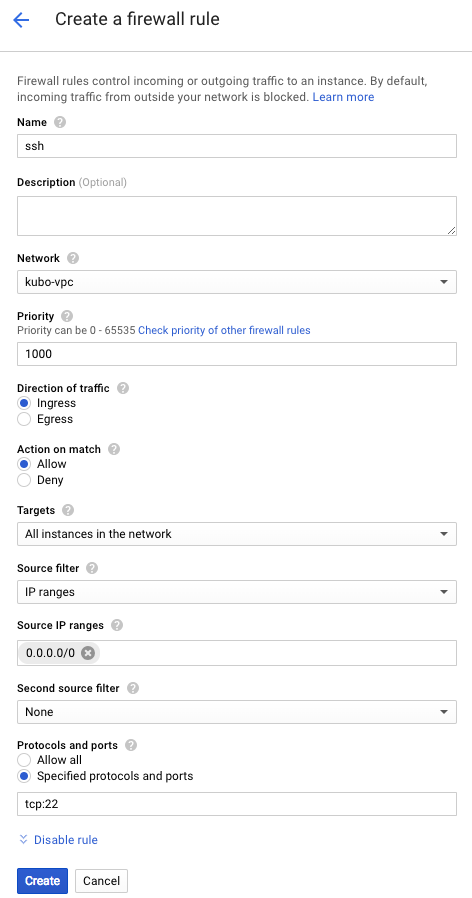 Create a firewall rule
Firewall rules control incoming or outgoing traffic to an instance. By default,
incoming traffic from outside your network is blocked. Learn more
Name ?
ssh
Description (Optional)
Network ?
kubo-vpc
Priority ?
Priority can be 0 - 65535 Check priority of other firewall rules
1000
Direction of traffic ?
Ingress
Egress
Action on match ?
Allow
Deny
Targets ?
All instances in the network
Source filter ?
IP ranges
Source IP ranges ?
0.0.0.0/0
Second source filter ?
None
Protocols and ports ?
Allow all
Specified protocols and ports
tcp:22
Disable rule
Create Cancel